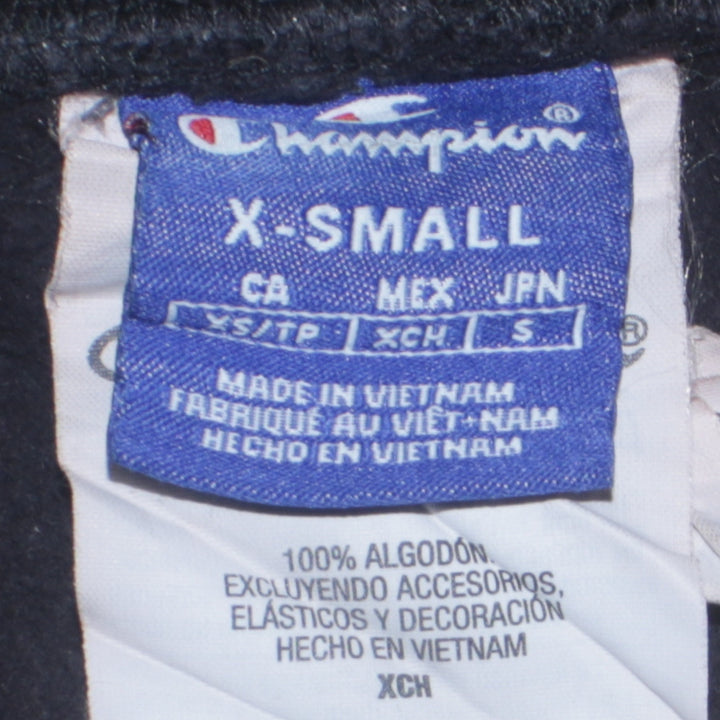 Champion®
X-SMALL
CA MEX JPN
XS/TP XCH S
MADE IN VIETNAM
FABRIQUÉ AU VIÊT-NAM
HECHO EN VIETNAM
®
100% ALGODÓN.
EXCLUYENDO ACCESORIOS,
ELÁSTICOS Y DECORACIÓN
HECHO EN VIETNAM
XCH